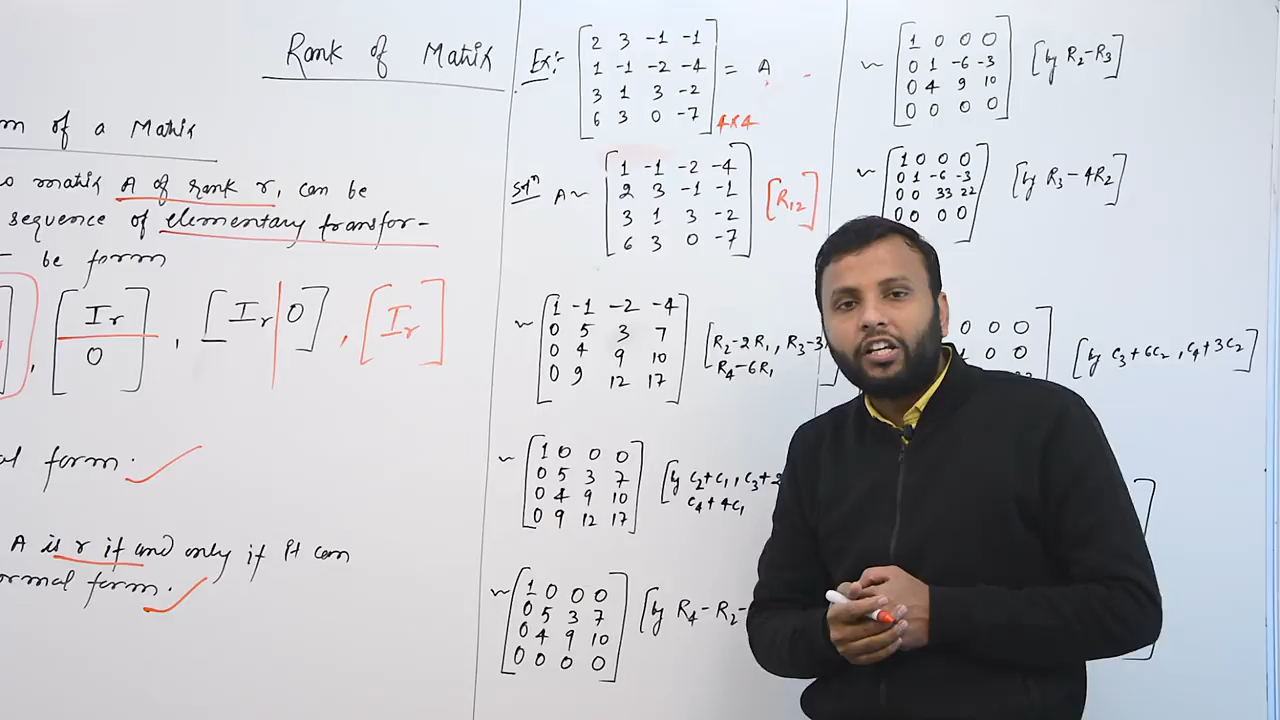 Rank of Matrix
m of a Matrix
matrix A of rank r, can be
sequence of elementary transfor-
be form
[Ir / 0], [Ir | 0], [Ir]
form.
A is r if and only if it can
ormal form.
Ex:-
2 3 -1 -1
1 -1 -2 -4 = A
3 1 3 -2
6 3 0 -7
4×4
Solⁿ A ~
1 -1 -2 -4
2 3 -1 -1 [R12]
3 1 3 -2
6 3 0 -7
~
1 -1 -2 -4
0 5 3 7 [R2-2R1, R3-3
0 4 9 10 R4-6R1
0 9 12 17
~
1 0 0 0
0 5 3 7 [by C2+C1, C3+2
0 4 9 10 C4+4C1
0 9 12 17
~
1 0 0 0
0 5 3 7 [by R4-R2-
0 4 9 10
0 0 0 0
~
1 0 0 0
0 1 -6 -3 [by R2-R3]
0 4 9 10
0 0 0 0
~
1 0 0 0
0 1 -6 -3 [by R3-4R2]
0 0 33 22
0 0 0 0
0 0 0
0 0 [by C3+6C2, C4+3C2]